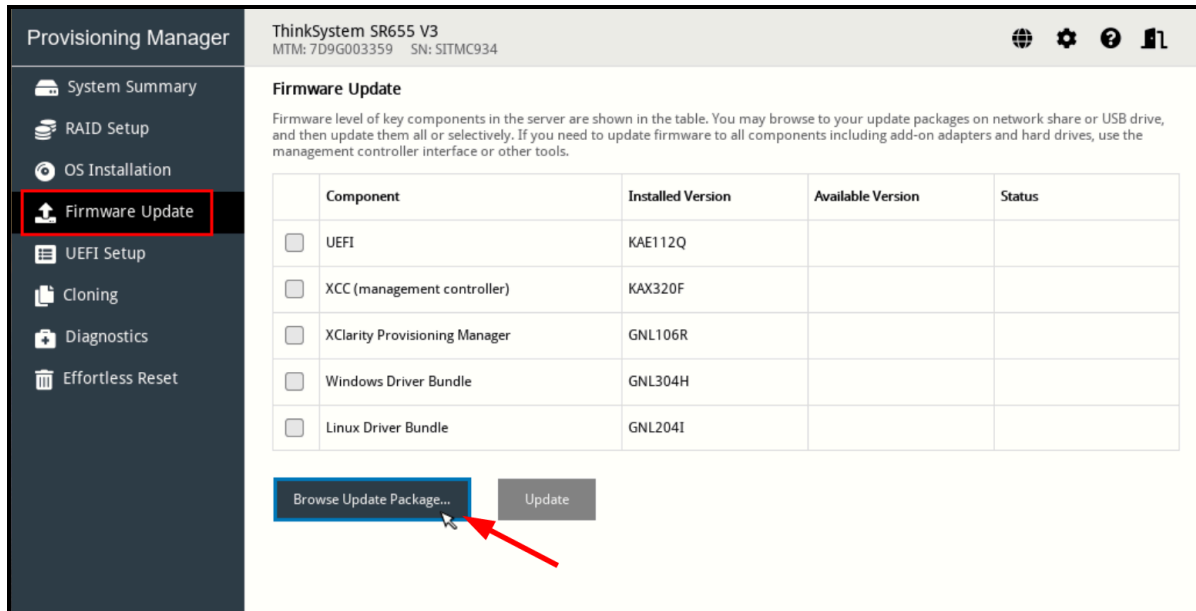 Provisioning Manager
System Summary
RAID Setup
OS Installation
Firmware Update
UEFI Setup
Cloning
Diagnostics
Effortless Reset
ThinkSystem SR655 V3
MTM: 7D9G003359 SN: SITMC934
Firmware Update
Firmware level of key components in the server are shown in the table. You may browse to your update packages on network share or USB drive,
and then update them all or selectively. If you need to update firmware to all components including add-on adapters and hard drives, use the
management controller interface or other tools.
Component Installed Version Available Version Status
UEFI KAE112Q
XCC (management controller) KAX320F
XClarity Provisioning Manager GNL106R
Windows Driver Bundle GNL304H
Linux Driver Bundle GNL204I
Browse Update Package... Update